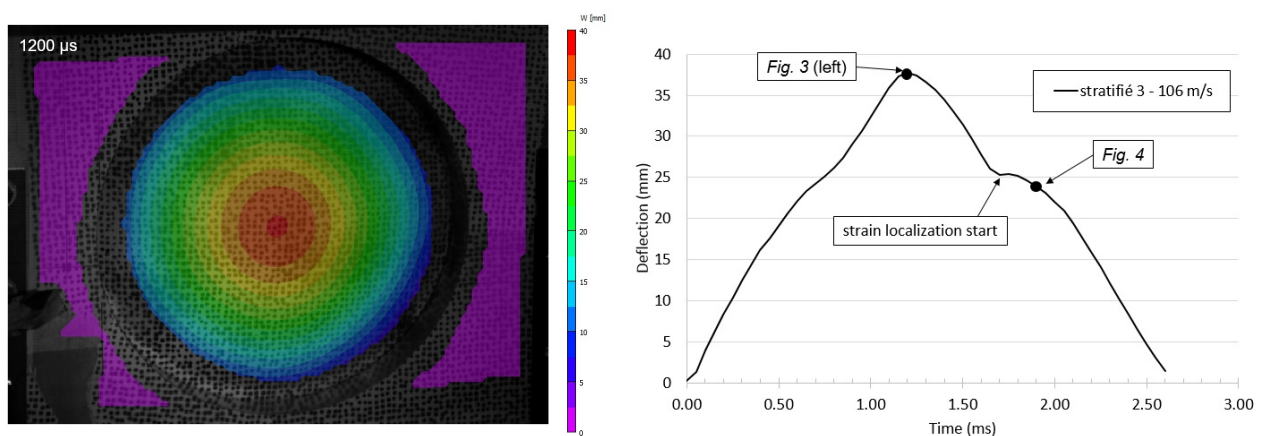 1200 µs
W [mm]
40
35
30
25
20
15
10
5
0
40
35
30
25
20
15
10
5
0
Deflection (mm)
0.00 0.50 1.00 1.50 2.00 2.50 3.00
Time (ms)
Fig. 3 (left)
stratifié 3 - 106 m/s
Fig. 4
strain localization start